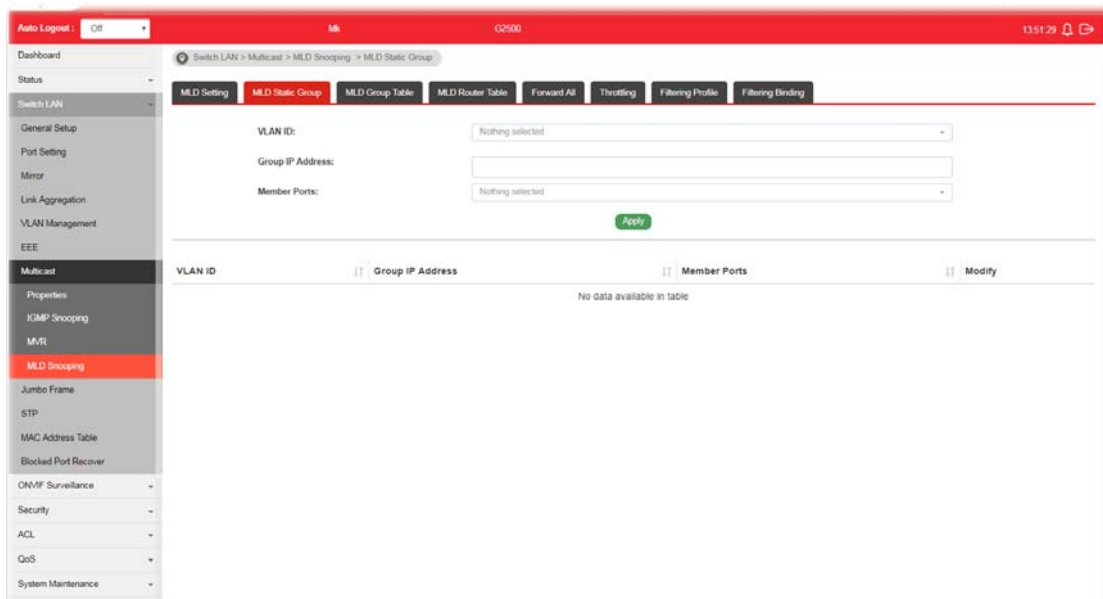 Auto Logout : Off Mk G2500 13:51:29
Dashboard
Status
Switch LAN
General Setup
Port Setting
Mirror
Link Aggregation
VLAN Management
EEE
Multicast
Properties
IGMP Snooping
MVR
MLD Snooping
Jumbo Frame
STP
MAC Address Table
Blocked Port Recover
ONVIF Surveillance
Security
ACL
QoS
System Maintenance
Switch LAN > Multicast > MLD Snooping > MLD Static Group
MLD Setting MLD Static Group MLD Group Table MLD Router Table Forward All Throttling Filtering Profile Filtering Binding
VLAN ID: Nothing selected
Group IP Address:
Member Ports: Nothing selected
Apply
VLAN ID Group IP Address Member Ports Modify
No data available in table